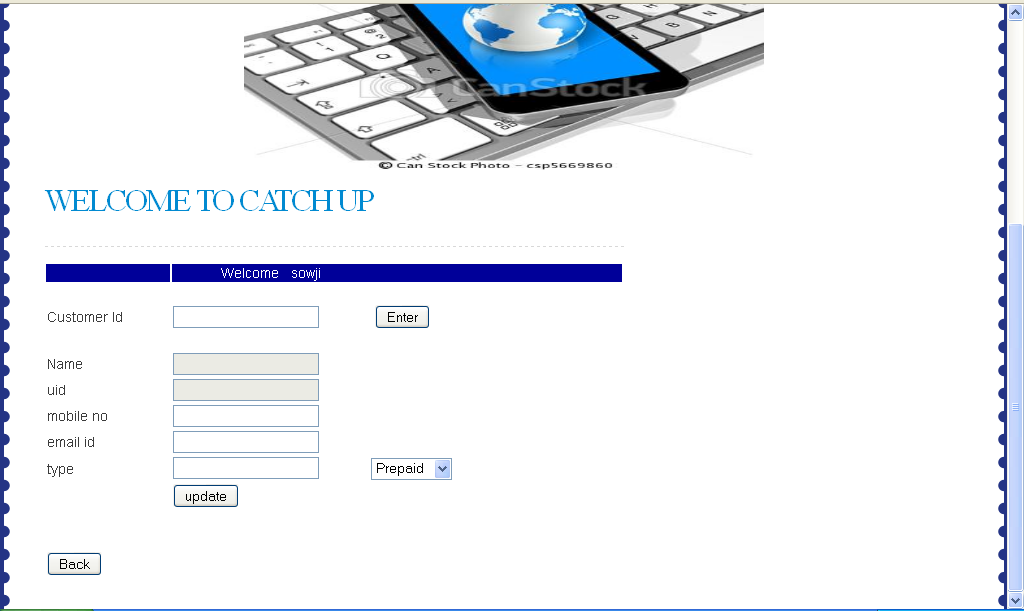 CanStock
© Can Stock Photo - csp5669860
WELCOME TO CATCH UP
Welcome sowji
Customer Id
Enter
Name
uid
mobile no
email id
type
Prepaid
update
Back